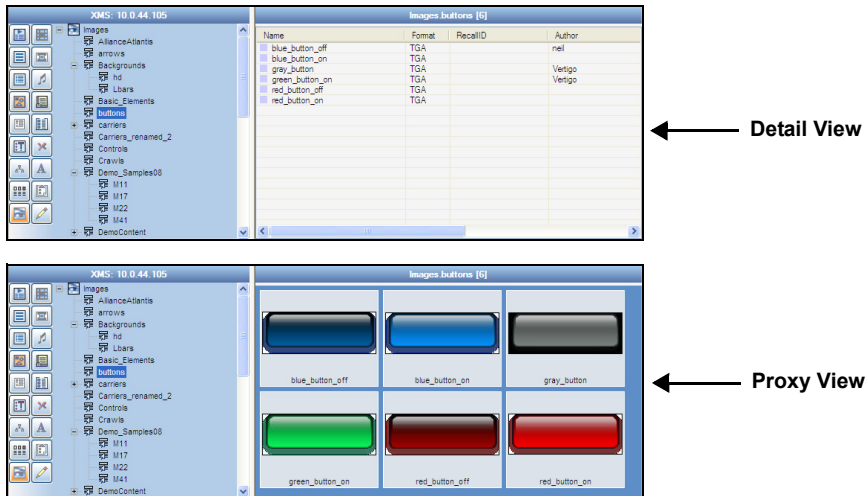 XMS: 10.0.44.105
Images.buttons [6]
Images
AllianceAtlantis
arrows
Backgrounds
hd
Lbars
Basic_Elements
buttons
carriers
Carriers_renamed_2
Controls
Crawls
Demo_Samples08
M11
M17
M22
M41
DemoContent
Name Format RecallID Author
blue_button_off TGA neil
blue_button_on TGA
gray_button TGA Vertigo
green_button_on TGA Vertigo
red_button_off TGA
red_button_on TGA
Detail View
XMS: 10.0.44.105
Images.buttons [6]
Images
AllianceAtlantis
arrows
Backgrounds
hd
Lbars
Basic_Elements
buttons
carriers
Carriers_renamed_2
Controls
Crawls
Demo_Samples08
M11
M17
M22
M41
DemoContent
blue_button_off blue_button_on gray_button
green_button_on red_button_off red_button_on
Proxy View